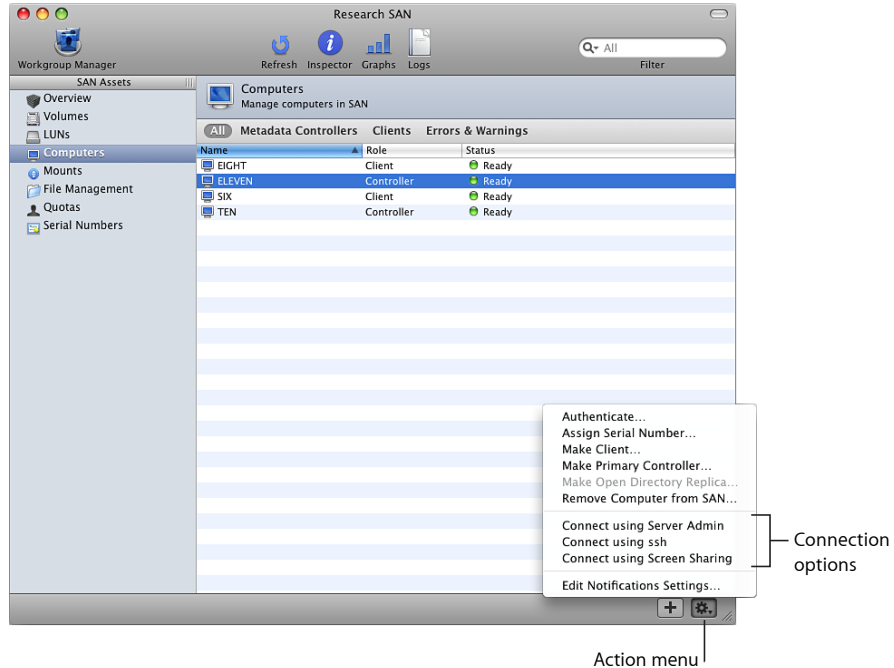 Research SAN
Workgroup Manager
Refresh Inspector Graphs Logs
All
Filter
SAN Assets
Overview
Volumes
LUNs
Computers
Mounts
File Management
Quotas
Serial Numbers
Computers
Manage computers in SAN
All Metadata Controllers Clients Errors & Warnings
Name Role Status
EIGHT Client Ready
ELEVEN Controller Ready
SIX Client Ready
TEN Controller Ready
Authenticate...
Assign Serial Number...
Make Client...
Make Primary Controller...
Make Open Directory Replica...
Remove Computer from SAN...
Connect using Server Admin
Connect using ssh
Connect using Screen Sharing
Edit Notifications Settings...
Connection
options
Action menu